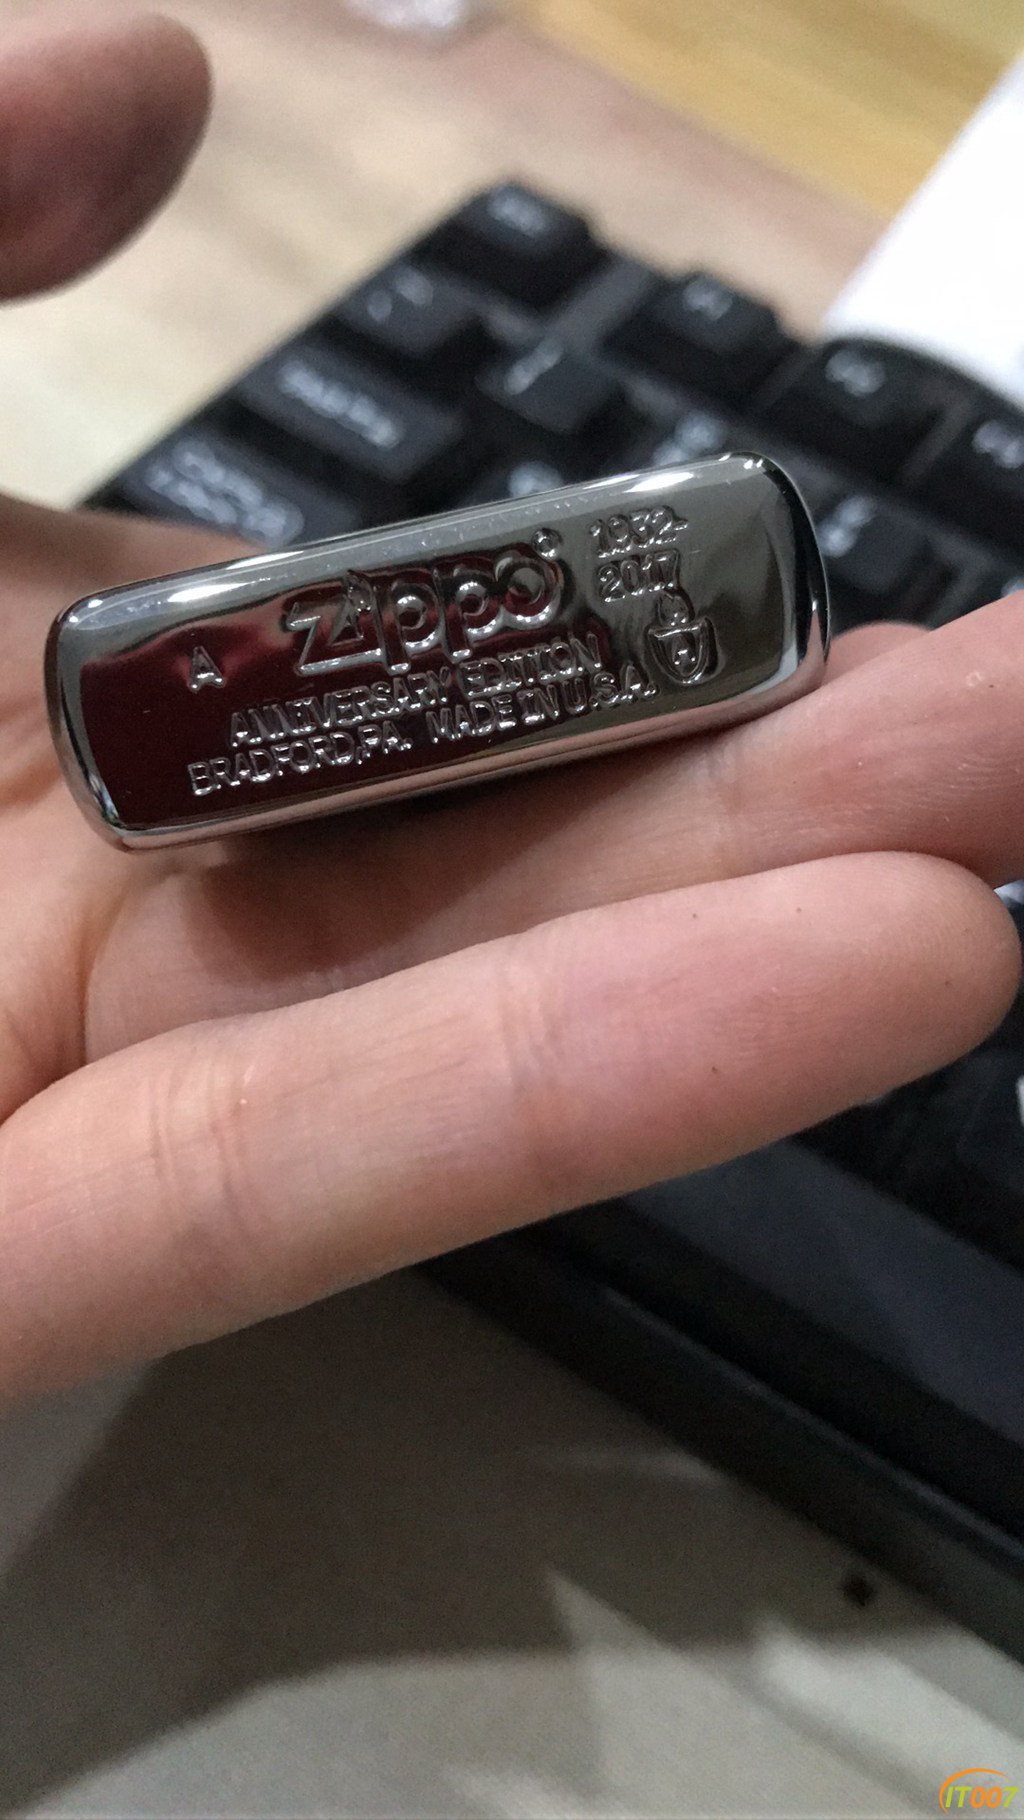 Zippo®
1932-
2017
A
ANNIVERSARY EDITION
BRADFORD, PA. MADE IN U.S.A.
IT007